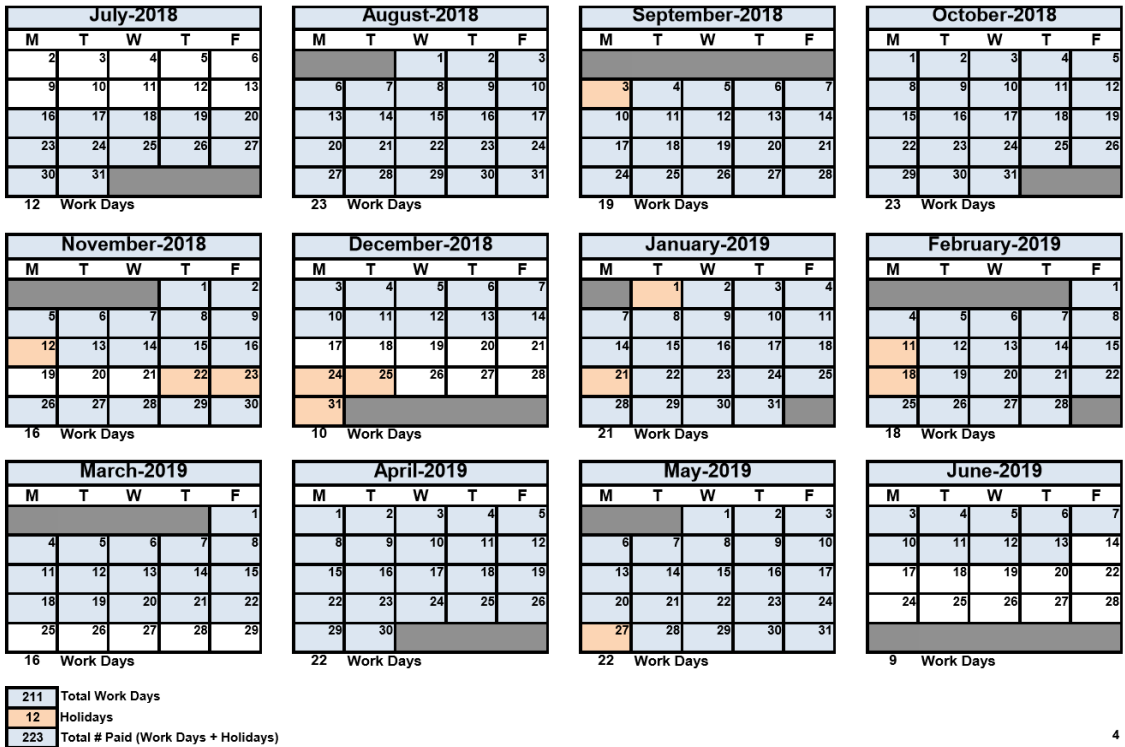 July-2018 August-2018 September-2018 October-2018
M T W T F M T W T F M T W T F M T W T F
2 3 4 5 6 1 2 3 1 2 3 4 5
9 10 11 12 13 6 7 8 9 10 3 4 5 6 7 8 9 10 11 12
16 17 18 19 20 13 14 15 16 17 10 11 12 13 14 15 16 17 18 19
23 24 25 26 27 20 21 22 23 24 17 18 19 20 21 22 23 24 25 26
30 31 27 28 29 30 31 24 25 26 27 28 29 30 31
12 Work Days 23 Work Days 19 Work Days 23 Work Days
November-2018 December-2018 January-2019 February-2019
M T W T F M T W T F M T W T F M T W T F
1 2 3 4 5 6 7 1 2 3 4 1
5 6 7 8 9 10 11 12 13 14 7 8 9 10 11 4 5 6 7 8
12 13 14 15 16 17 18 19 20 21 14 15 16 17 18 11 12 13 14 15
19 20 21 22 23 24 25 26 27 28 21 22 23 24 25 18 19 20 21 22
26 27 28 29 30 31 28 29 30 31 25 26 27 28
16 Work Days 10 Work Days 21 Work Days 18 Work Days
March-2019 April-2019 May-2019 June-2019
M T W T F M T W T F M T W T F M T W T F
1 1 2 3 4 5 1 2 3 3 4 5 6 7
4 5 6 7 8 8 9 10 11 12 6 7 8 9 10 10 11 12 13 14
11 12 13 14 15 15 16 17 18 19 13 14 15 16 17 17 18 19 20 22
18 19 20 21 22 22 23 24 25 26 20 21 22 23 24 24 25 26 27 28
25 26 27 28 29 29 30 27 28 29 30 31
16 Work Days 22 Work Days 22 Work Days 9 Work Days
211 Total Work Days
12 Holidays
223 Total # Paid (Work Days + Holidays)
4